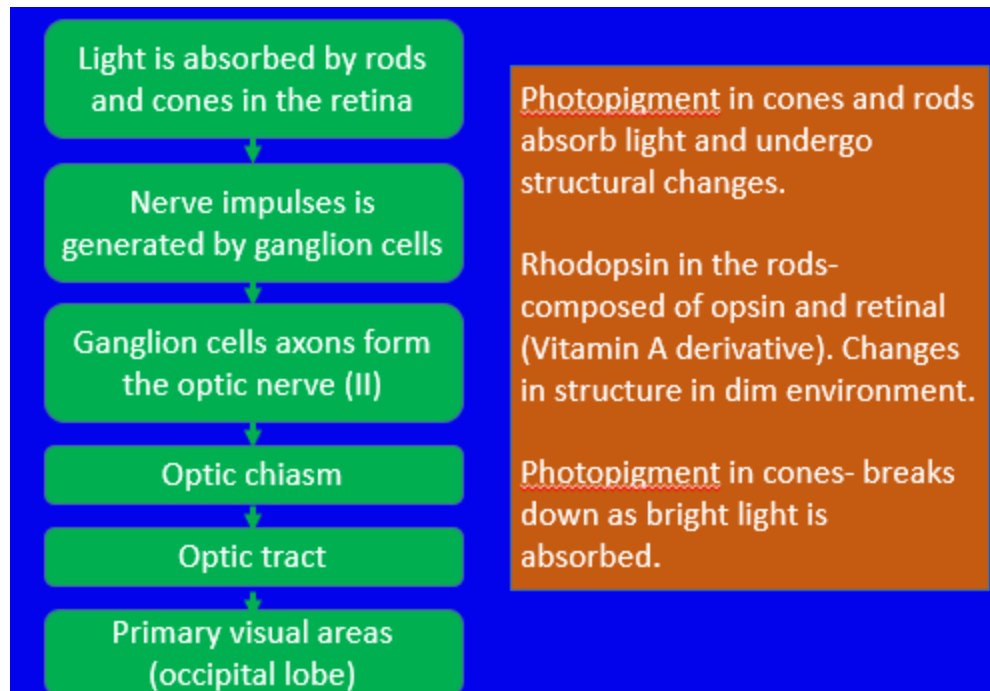 Light is absorbed by rods
and cones in the retina
Nerve impulses is
generated by ganglion cells
Ganglion cells axons form
the optic nerve (II)
Optic chiasm
Optic tract
Primary visual areas
(occipital lobe)
Photopigment in cones and rods
absorb light and undergo
structural changes.
Rhodopsin in the rods-
composed of opsin and retinal
(Vitamin A derivative). Changes
in structure in dim environment.
Photopigment in cones- breaks
down as bright light is
absorbed.